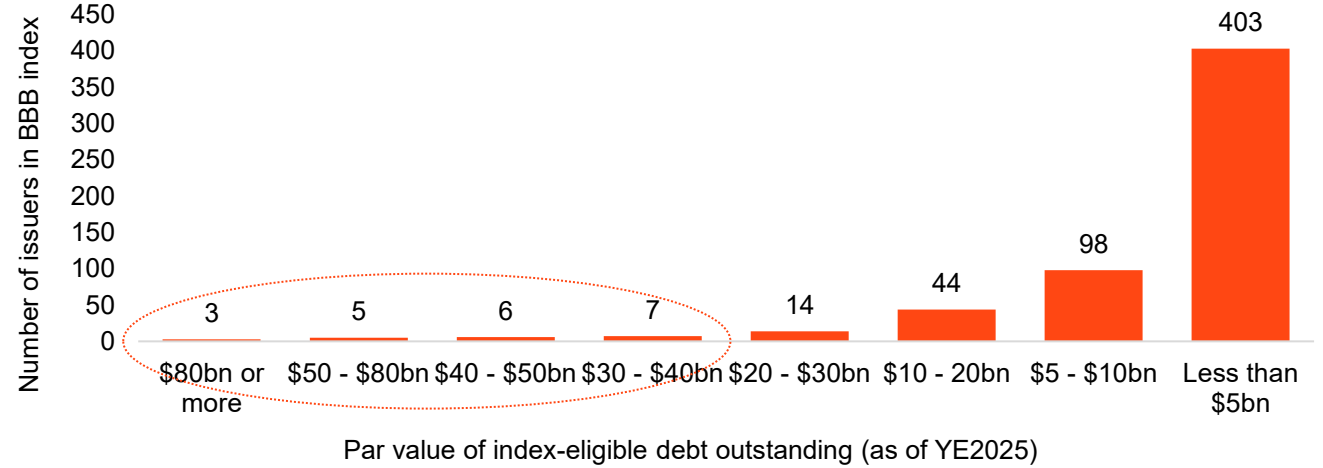 Number of issuers in BBB index
450
400
350
300
250
200
150
100
50
0
3
5
6
7
14
44
98
403
$80bn or
more
$50 - $80bn
$40 - $50bn
$30 - $40bn
$20 - $30bn
$10 - 20bn
$5 - $10bn
Less than
$5bn
Par value of index-eligible debt outstanding (as of YE2025)